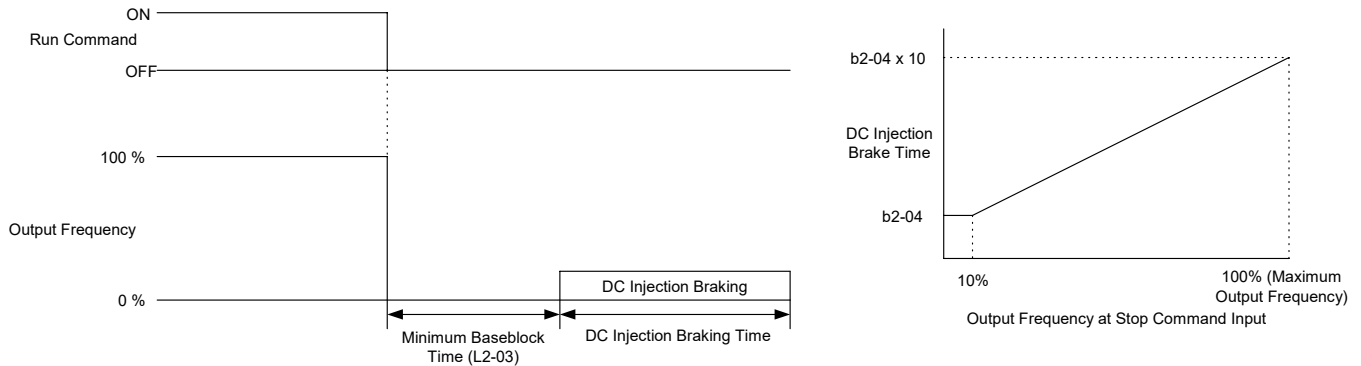 ON
Run Command
OFF
100 %
Output Frequency
0 %
DC Injection Braking
Minimum Baseblock
Time (L2-03)
DC Injection Braking Time
b2-04 x 10
DC Injection
Brake Time
b2-04
10%
100% (Maximum
Output Frequency)
Output Frequency at Stop Command Input